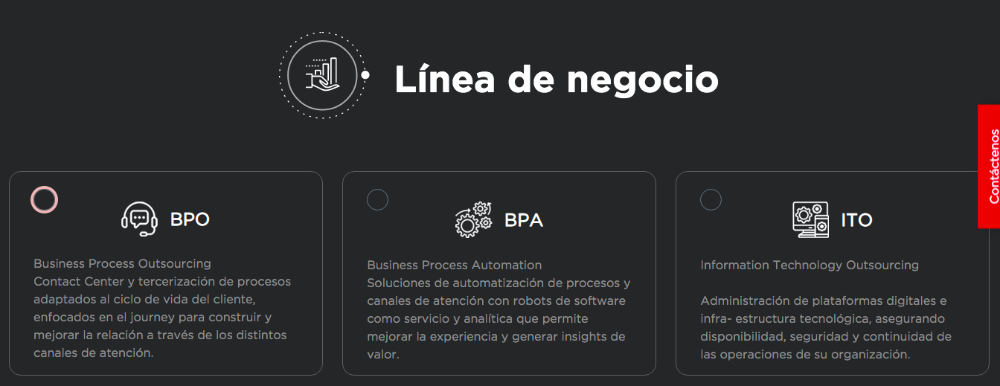 Línea de negocio
Contáctenos
BPO
Business Process Outsourcing
Contact Center y tercerización de procesos
adaptados al ciclo de vida del cliente,
enfocados en el journey para construir y
mejorar la relación a través de los distintos
canales de atención.
BPA
Business Process Automation
Soluciones de automatización de procesos y
canales de atención con robots de software
como servicio y analítica que permite
mejorar la experiencia y generar insights de
valor.
ITO
Information Technology Outsourcing
Administración de plataformas digitales e
infra- estructura tecnológica, asegurando
disponibilidad, seguridad y continuidad de
las operaciones de su organización.